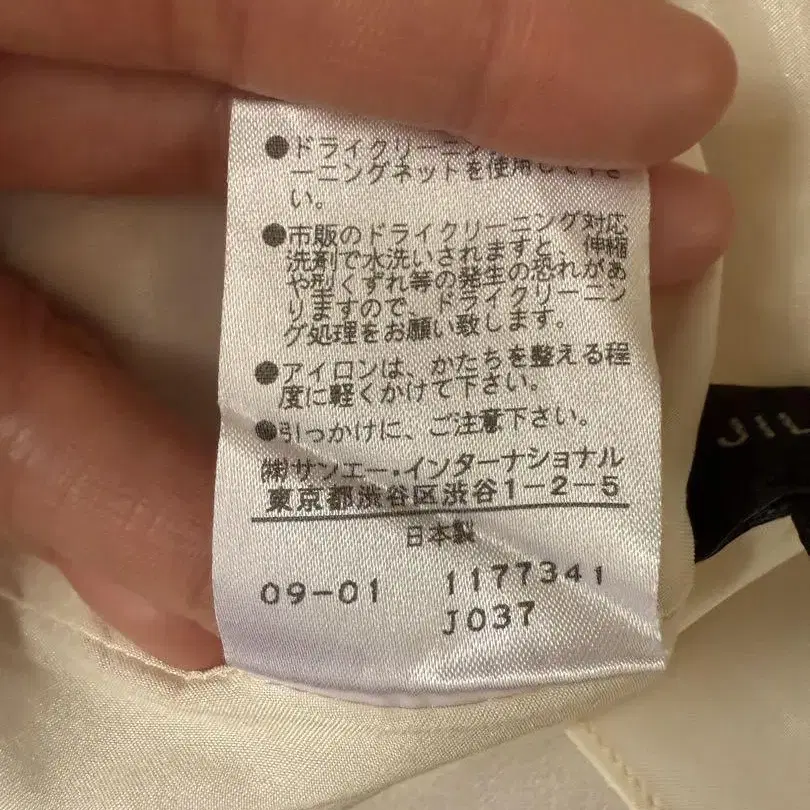 ●ドライクリーニン
ーニングネットを使用して下さ
い。
●市販のドライクリーニング対応
洗剤で水洗いされますと、伸縮
や型くずれ等の発生の恐れがあ
りますので、ドライクリーニン
グ処理をお願い致します。
●アイロンは、かたちを整える程
度に軽くかけて下さい。
●引っかけに、ご注意下さい。
㈱サンエー・インターナショナル
東京都渋谷区渋谷1-2-5
日本製
09-01 1177341
J037
JIL